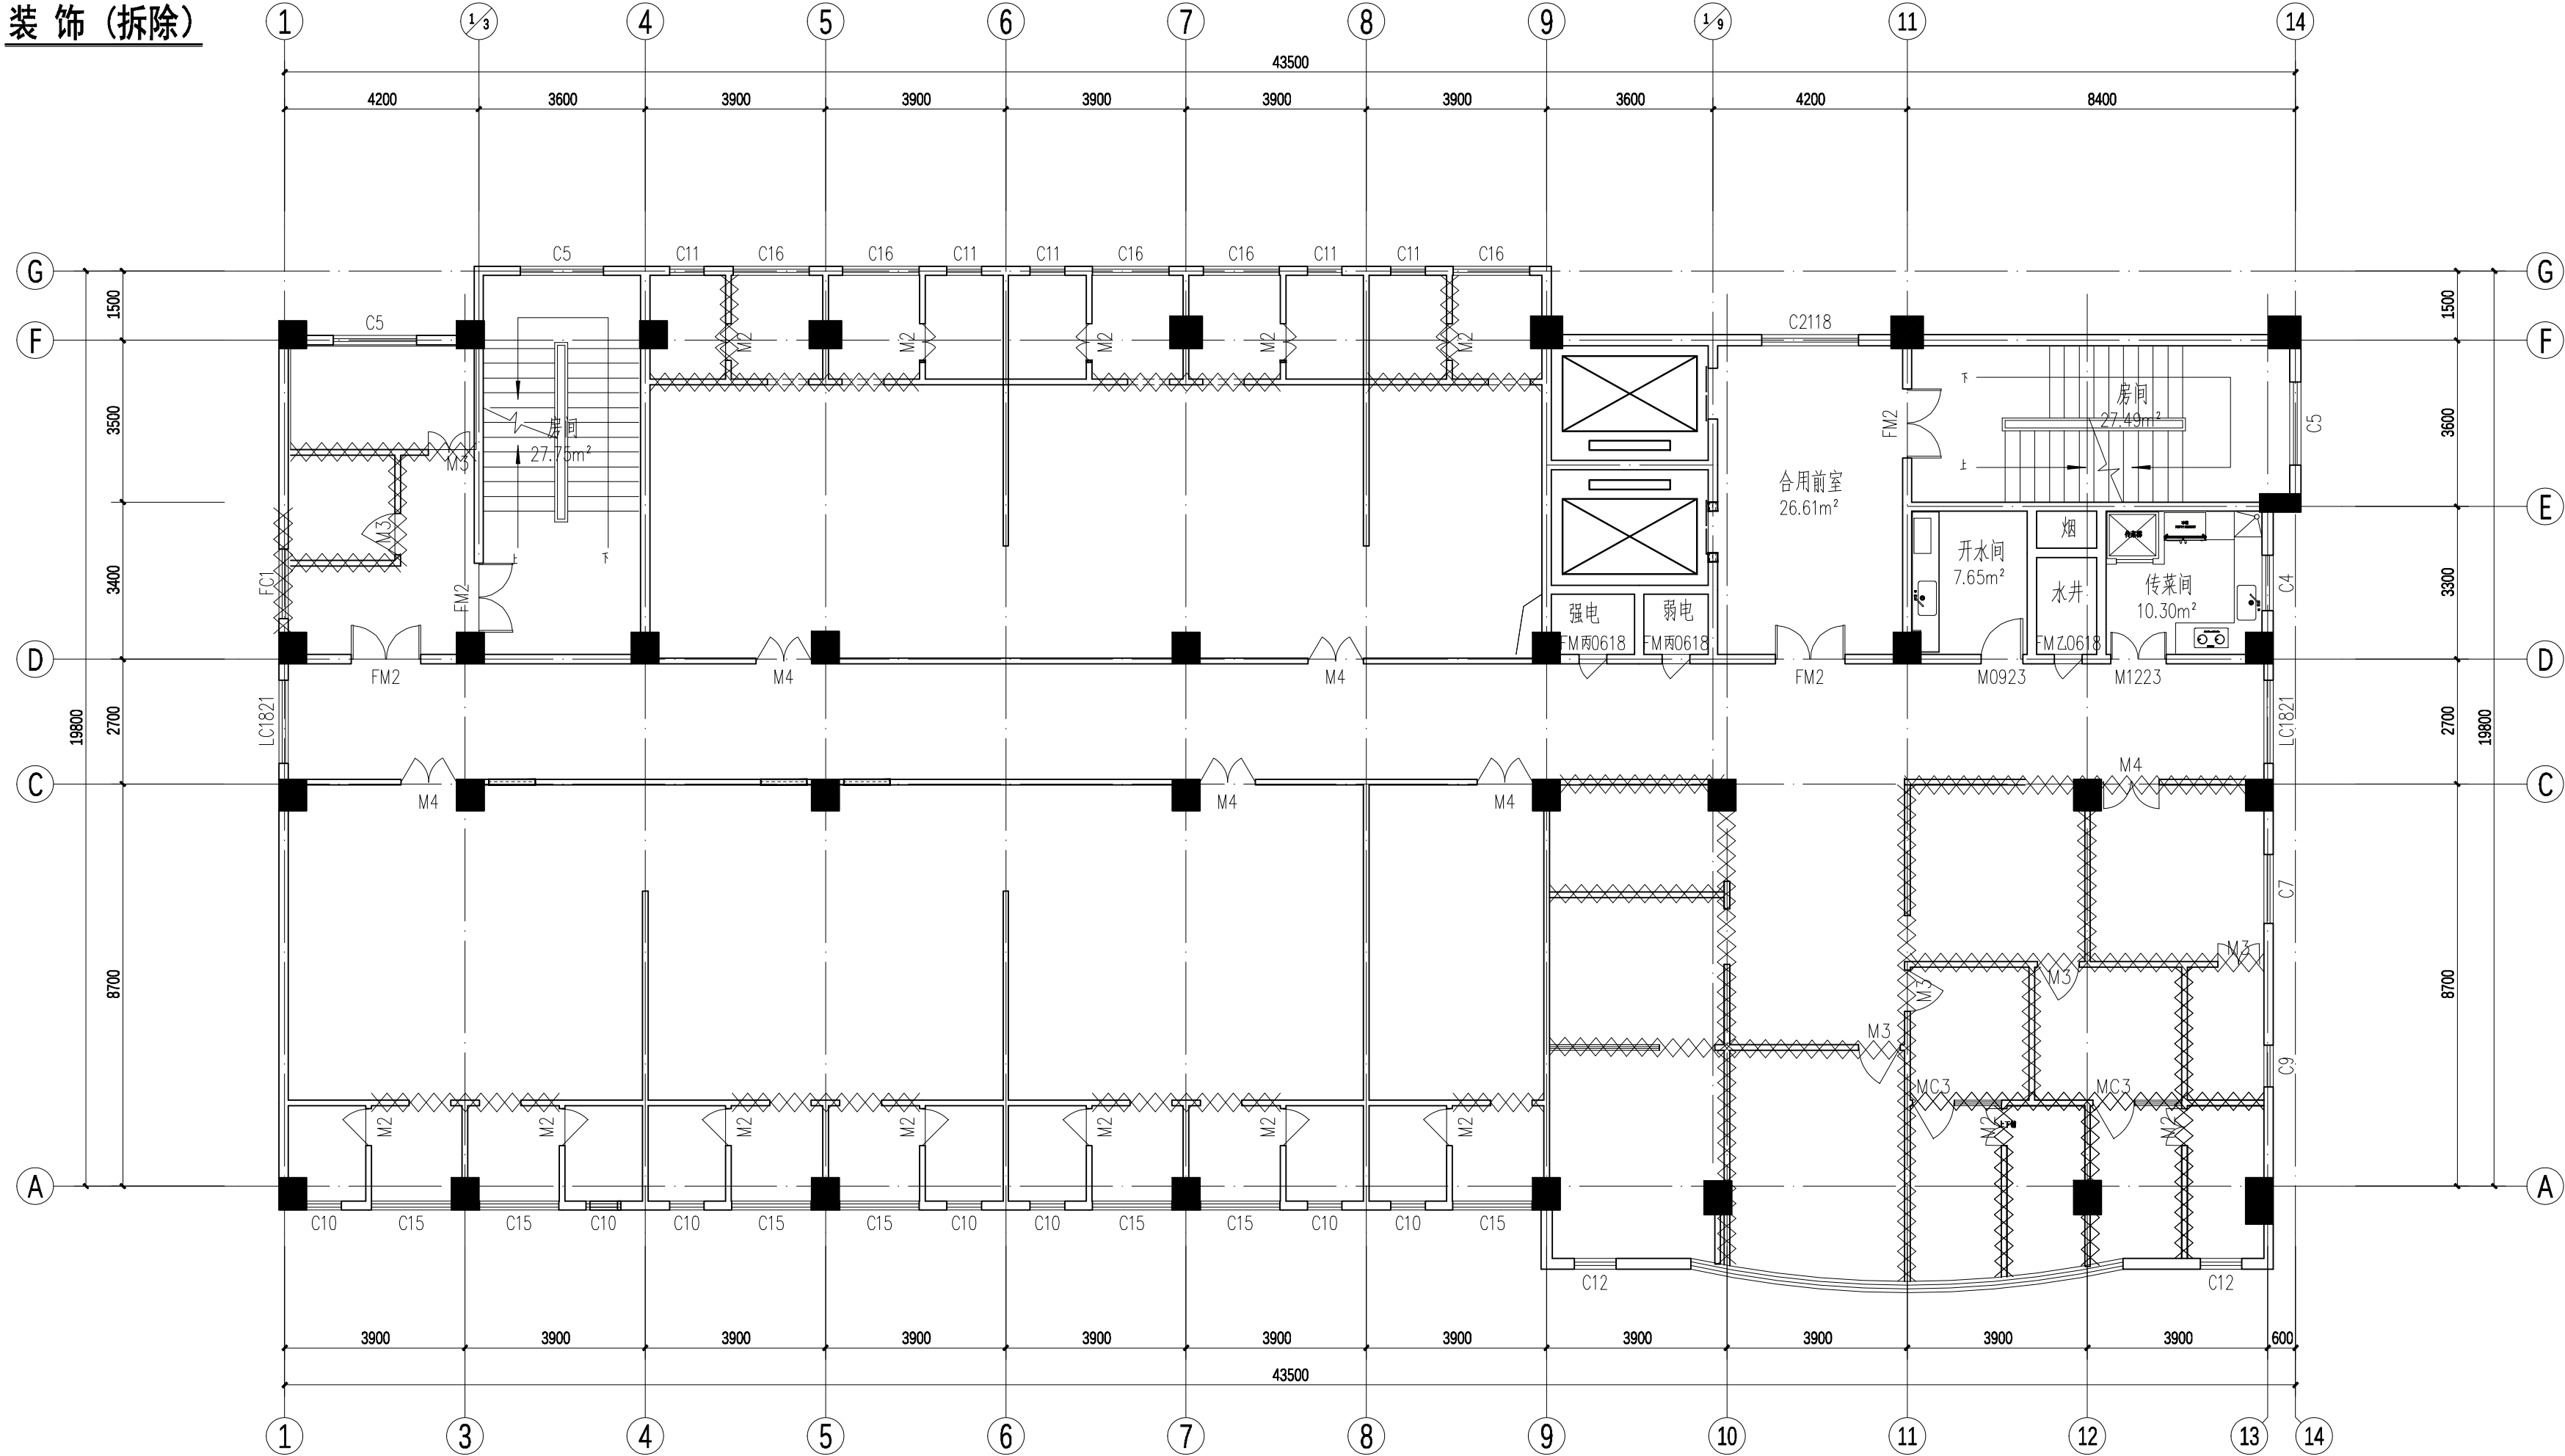 装 饰 (拆除)
1 1/3 4 5 6 7 8 9 1/9 11 14
43500
4200 3600 3900 3900 3900 3900 3900 3600 4200 8400
C5 C11 C16 C16 C11 C11 C16 C16 C11 C11 C16
G G
1500 1500
C5 C2118
F F
M2 M2 M2 M2 M2
下
房间
27.49m²
FM2 C5
3500 3600
房间
27.75m²
M3
上
合用前室
26.61m²
E
M3
烟
开水间
7.65m²
传菜间
10.30m²
水井
上 下
FC1 FM2 C4
3400 3300
强电 弱电
FM丙0618 FM丙0618 FM乙0618
D D
FM2 M4 M4 FM2 M0923 M1223
LC1821 LC1821
19800 2700 2700 19800
M4
C C
M4 M4 M4
C7
M3
M3
M3
8700 8700
M3
C9
MC3 MC3
M2 M2 M2 M2 M2 M2 M2 M2 M2
A A
C10 C15 C15 C10 C10 C15 C15 C10 C10 C15 C15 C10 C10 C15
C12 C12
3900 3900 3900 3900 3900 3900 3900 3900 3900 3900 3900 600
43500
1 3 4 5 6 7 8 9 10 11 12 13 14